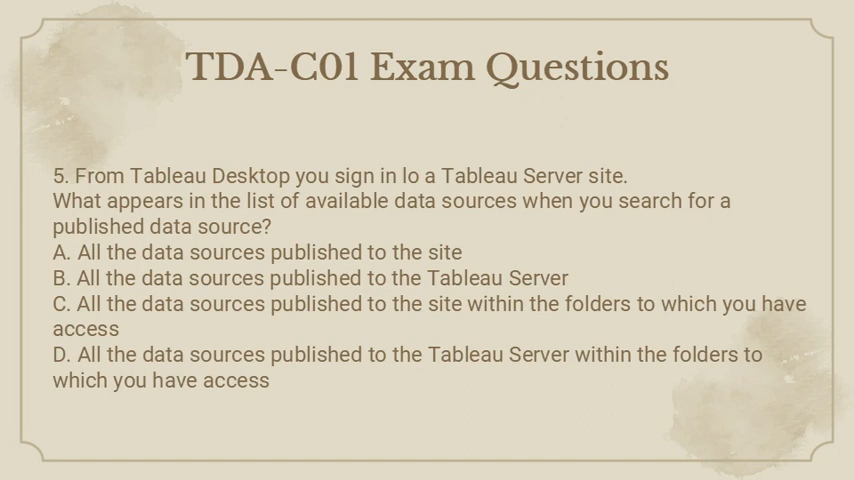 TDA-C01 Exam Questions
5. From Tableau Desktop you sign in lo a Tableau Server site.
What appears in the list of available data sources when you search for a
published data source?
A. All the data sources published to the site
B. All the data sources published to the Tableau Server
C. All the data sources published to the site within the folders to which you have
access
D. All the data sources published to the Tableau Server within the folders to
which you have access